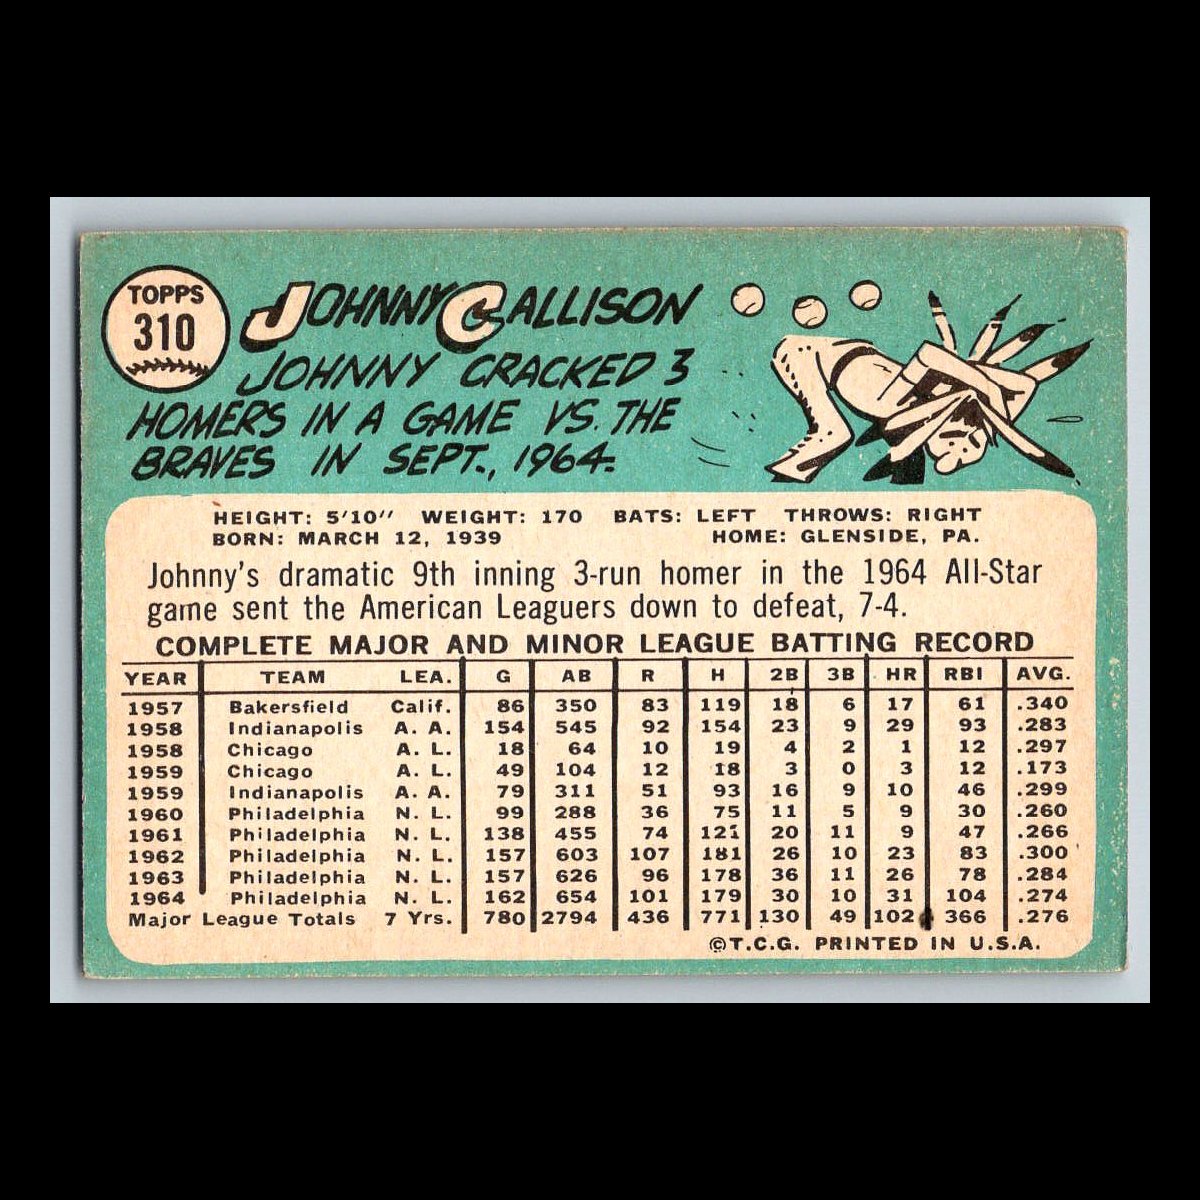 TOPPS
310
JOHNNY CALLISON
JOHNNY CRACKED 3
HOMERS IN A GAME VS. THE
BRAVES IN SEPT., 1964.
HEIGHT: 5'10" WEIGHT: 170 BATS: LEFT THROWS: RIGHT
BORN: MARCH 12, 1939 HOME: GLENSIDE, PA.
Johnny's dramatic 9th inning 3-run homer in the 1964 All-Star
game sent the American Leaguers down to defeat, 7-4.
COMPLETE MAJOR AND MINOR LEAGUE BATTING RECORD
YEAR TEAM LEA. G AB R H 2B 3B HR RBI AVG.
1957 Bakersfield Calif. 86 350 83 119 18 6 17 61 .340
1958 Indianapolis A. A. 154 545 92 154 23 9 29 93 .283
1958 Chicago A. L. 18 64 10 19 4 2 1 12 .297
1959 Chicago A. L. 49 104 12 18 3 0 3 12 .173
1959 Indianapolis A. A. 79 311 51 93 16 9 10 46 .299
1960 Philadelphia N. L. 99 288 36 75 11 5 9 30 .260
1961 Philadelphia N. L. 138 455 74 121 20 11 9 47 .266
1962 Philadelphia N. L. 157 603 107 181 26 10 23 83 .300
1963 Philadelphia N. L. 157 626 96 178 36 11 26 78 .284
1964 Philadelphia N. L. 162 654 101 179 30 10 31 104 .274
Major League Totals 7 Yrs. 780 2794 436 771 130 49 102 366 .276
©T.C.G. PRINTED IN U.S.A.